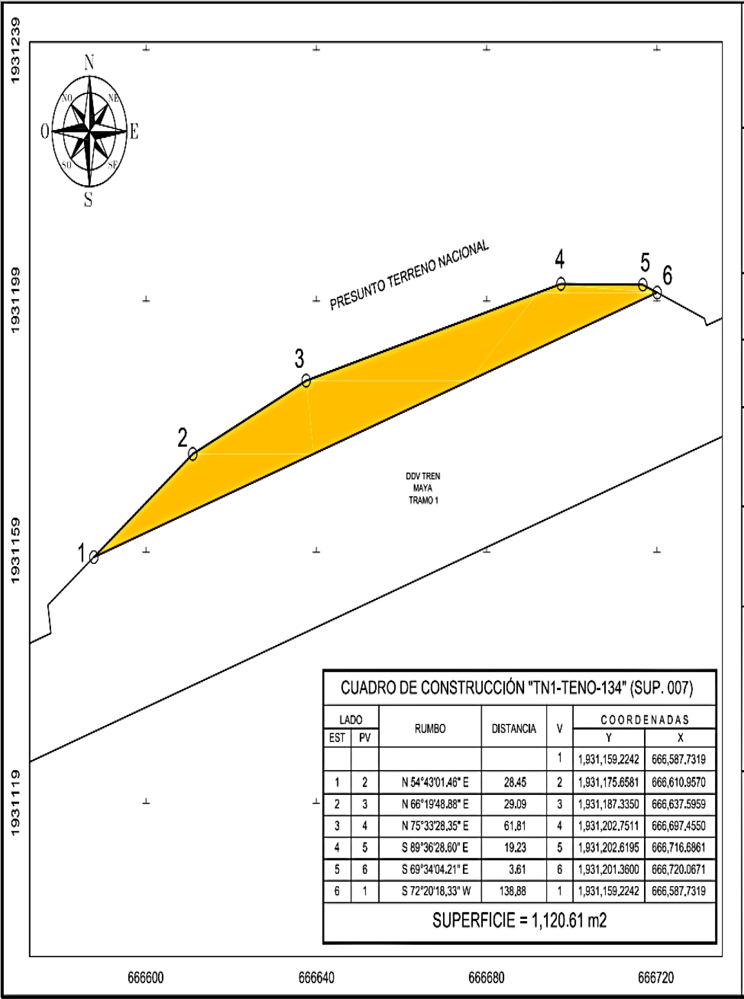 1931239
N
NO NE
O E
SO SE
S
PRESUNTO TERRENO NACIONAL
4
5
6
1931199
3
2
DDV TREN
MAYA
TRAMO 1
1931159
1
1931119
CUADRO DE CONSTRUCCIÓN "TN1-TENO-134" (SUP. 007)
LADO RUMBO DISTANCIA V COORDENADAS
EST PV Y X
1 1,931,159.2242 666,587.7319
1 2 N 54°43'01.46" E 28.45 2 1,931,175.6581 666,610.9570
2 3 N 66°19'48.88" E 29.09 3 1,931,187.3350 666,637.5959
3 4 N 75°33'28.35" E 61.81 4 1,931,202.7511 666,697.4550
4 5 S 89°36'28.60" E 19.23 5 1,931,202.6195 666,716.6861
5 6 S 69°34'04.21" E 3.61 6 1,931,201.3600 666,720.0671
6 1 S 72°20'18.33" W 138.88 1 1,931,159.2242 666,587.7319
SUPERFICIE = 1,120.61 m2
666600 666640 666680 666720